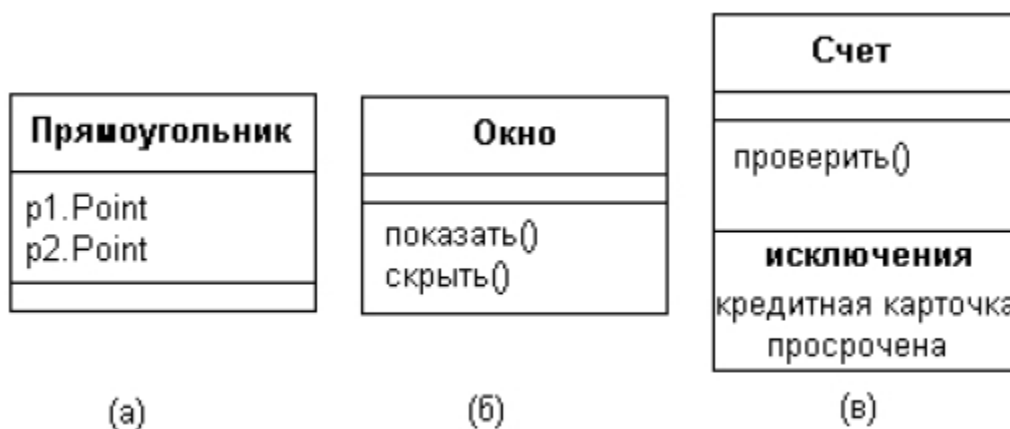 Прямоугольник
p1.Point
p2.Point
(а)
Окно
показать()
скрыть()
(б)
Счет
проверить()
исключения
кредитная карточка
просрочена
(в)